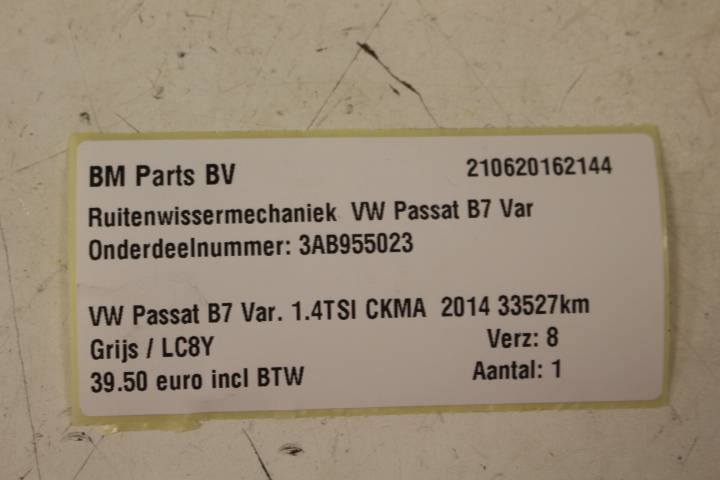 BM Parts BV 210620162144
Ruitenwissermechaniek VW Passat B7 Var
Onderdeelnummer: 3AB955023
VW Passat B7 Var. 1.4TSI CKMA 2014 33527km
Grijs / LC8Y Verz: 8
39.50 euro incl BTW Aantal: 1